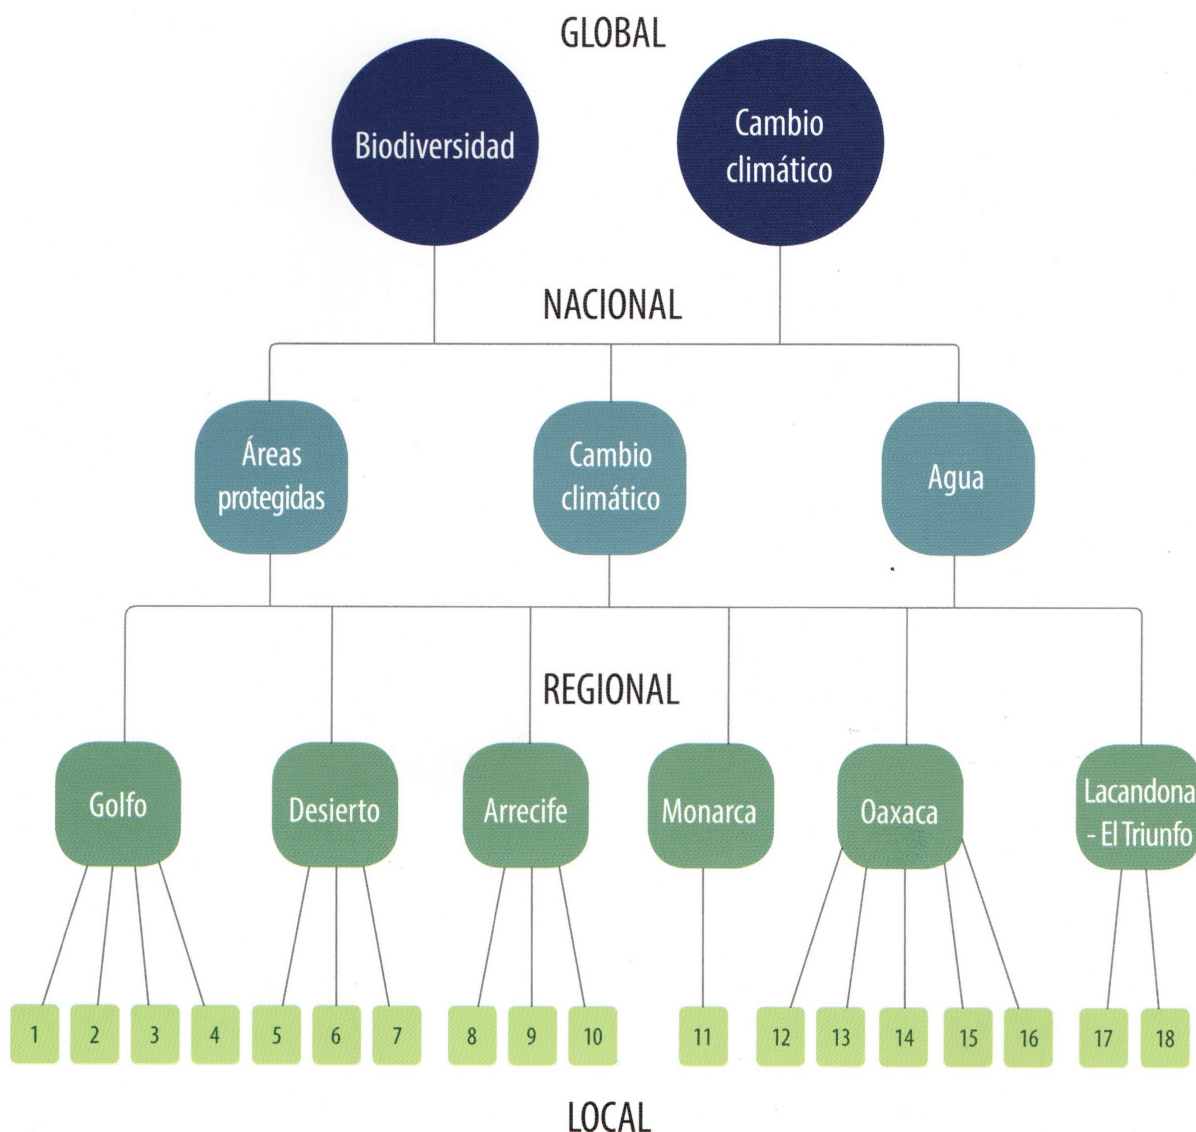 GLOBAL
Biodiversidad
Cambio
climático
NACIONAL
Áreas
protegidas
Cambio
climático
Agua
REGIONAL
Golfo
Desierto
Arrecife
Monarca
Oaxaca
Lacandona
- El Triunfo
1 2 3 4 5 6 7 8 9 10 11 12 13 14 15 16 17 18
LOCAL